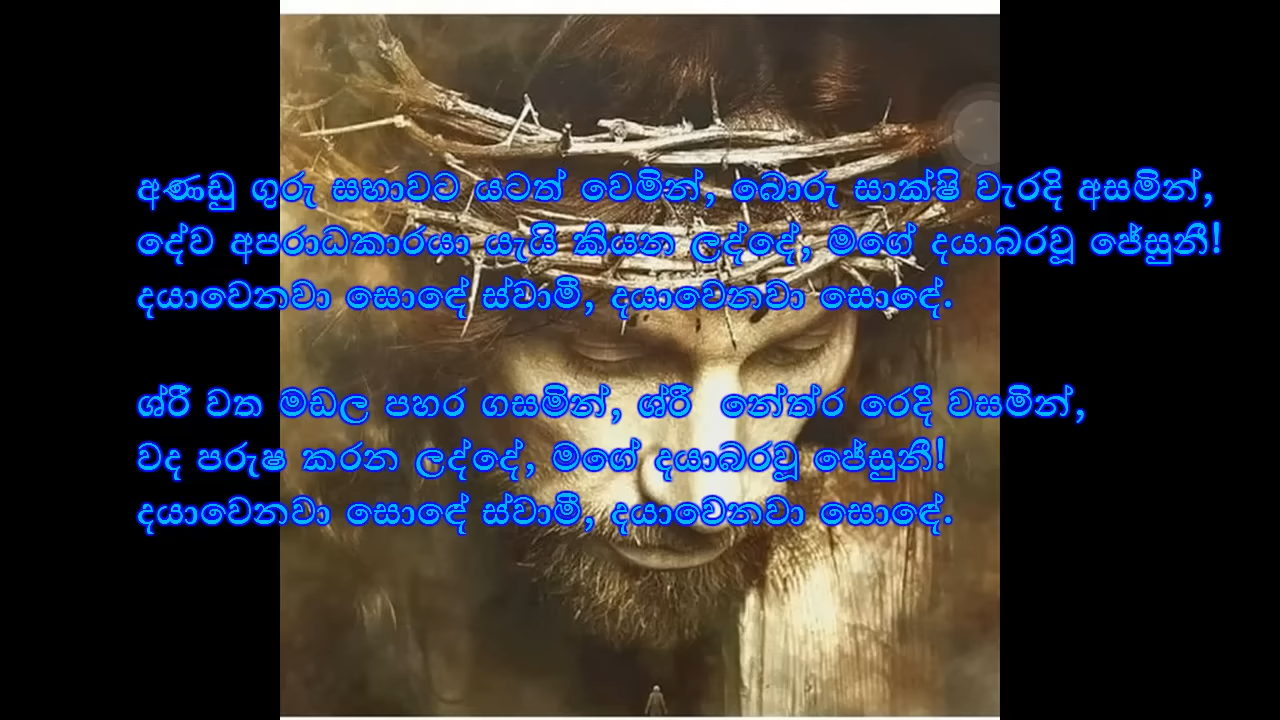 අණඩු ගුරු සභාවට යටත් වෙමින්, බොරු සාක්ෂි වැරදි අසමින්,
දේව අපරාධකාරයා යැයි කියන ලද්දේ, මගේ දයාබරවූ ජේසුනී!
දයාවෙනවා සොඳේ ස්වාමී, දයාවෙනවා සොඳේ.
ශ්රී වත මඩල පහර ගසමින්, ශ්රී නේත්ර රෙදි වසමින්,
වද පරුෂ කරන ලද්දේ, මගේ දයාබරවූ ජේසුනී!
දයාවෙනවා සොඳේ ස්වාමී, දයාවෙනවා සොඳේ.